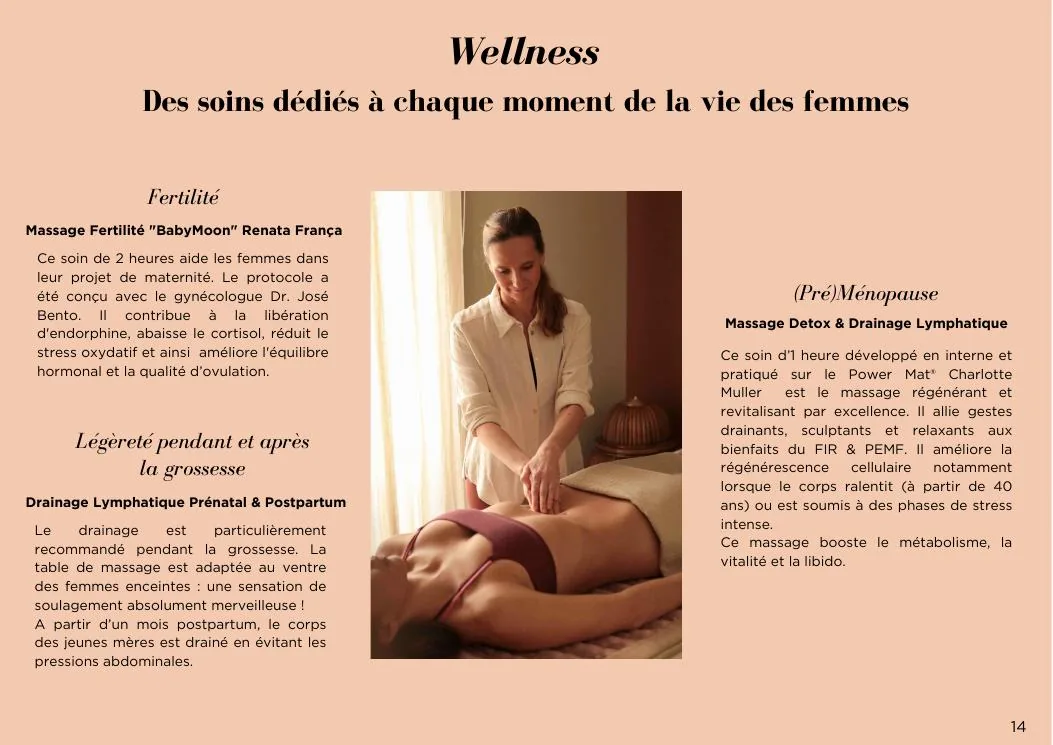 Wellness
Des soins dédiés à chaque moment de la vie des femmes
Fertilité
Massage Fertilité "BabyMoon" Renata França
Ce soin de 2 heures aide les femmes dans
leur projet de maternité. Le protocole a
été conçu avec le gynécologue Dr. José
Bento. Il contribue à la libération
d'endorphine, abaisse le cortisol, réduit le
stress oxydatif et ainsi  améliore l'équilibre
hormonal et la qualité d’ovulation.
Légèreté pendant et après
la grossesse
Drainage Lymphatique Prénatal & Postpartum
Le drainage est particulièrement
recommandé pendant la grossesse. La
table de massage est adaptée au ventre
des femmes enceintes : une sensation de
soulagement absolument merveilleuse !
A partir d’un mois postpartum, le corps
des jeunes mères est drainé en évitant les
pressions abdominales.
(Pré)Ménopause
Massage Detox & Drainage Lymphatique
Ce soin d’1 heure développé en interne et
pratiqué sur le Power Mat® Charlotte
Muller  est le massage régénérant et
revitalisant par excellence. Il allie gestes
drainants, sculptants et relaxants aux
bienfaits du FIR & PEMF. Il améliore la
régénérescence cellulaire notamment
lorsque le corps ralentit (à partir de 40
ans) ou est soumis à des phases de stress
intense.
Ce massage booste le métabolisme, la
vitalité et la libido.
14